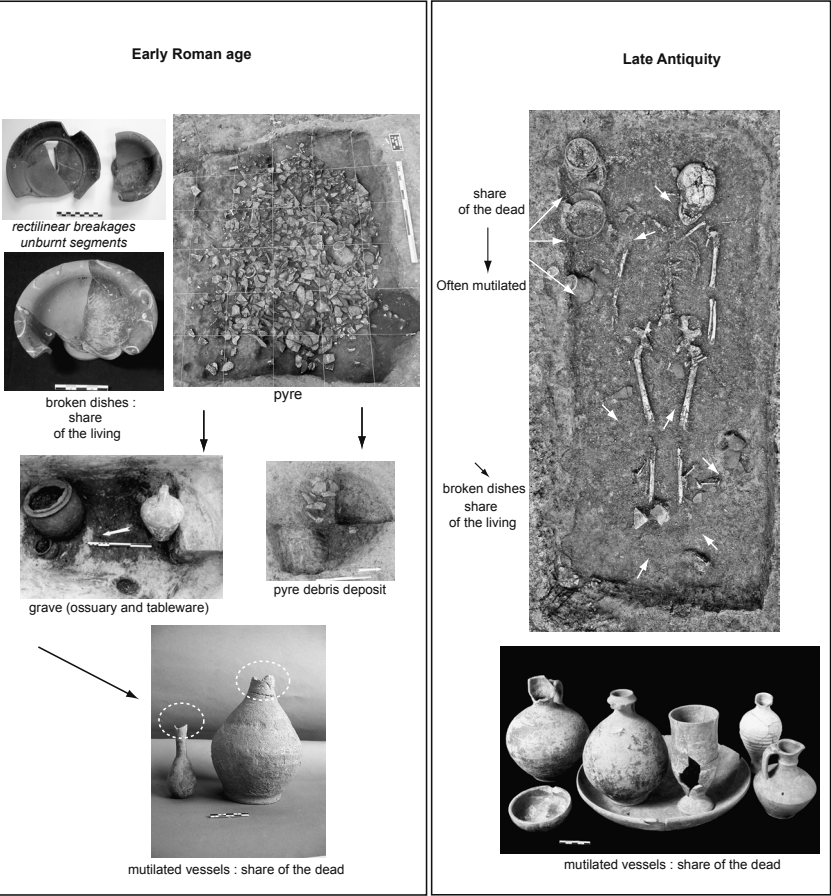 Early Roman age
rectilinear breakages
unburnt segments
broken dishes :
share
of the living
pyre
grave (ossuary and tableware)
pyre debris deposit
mutilated vessels : share of the dead
Late Antiquity
share
of the dead
Often mutilated
broken dishes
share
of the living
mutilated vessels : share of the dead